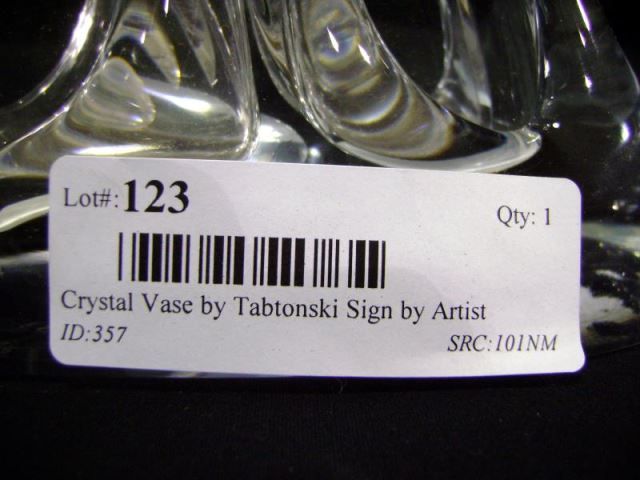 Lot#: 123
Qty: 1
Crystal Vase by Tabtonski Sign by Artist
ID:357
SRC:101NM